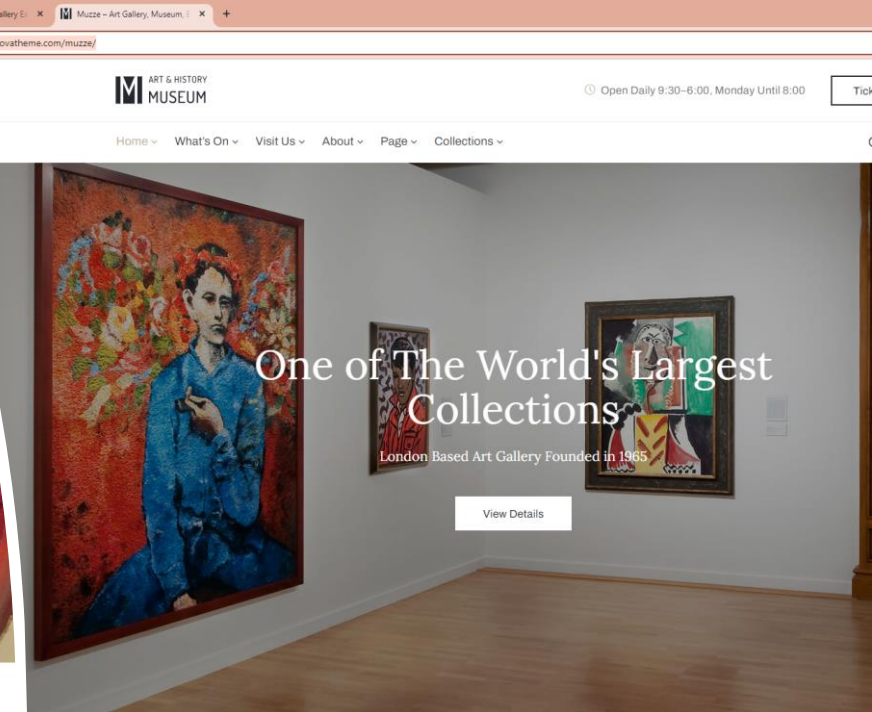 allery E
Muzze – Art Gallery, Museum, E
ovatheme.com/muzze/
ART & HISTORY
MUSEUM
Open Daily 9:30–6:00, Monday Until 8:00
Tick
Home
What's On
Visit Us
About
Page
Collections
One of The World's Largest
Collections
London Based Art Gallery Founded in 1965
View Details